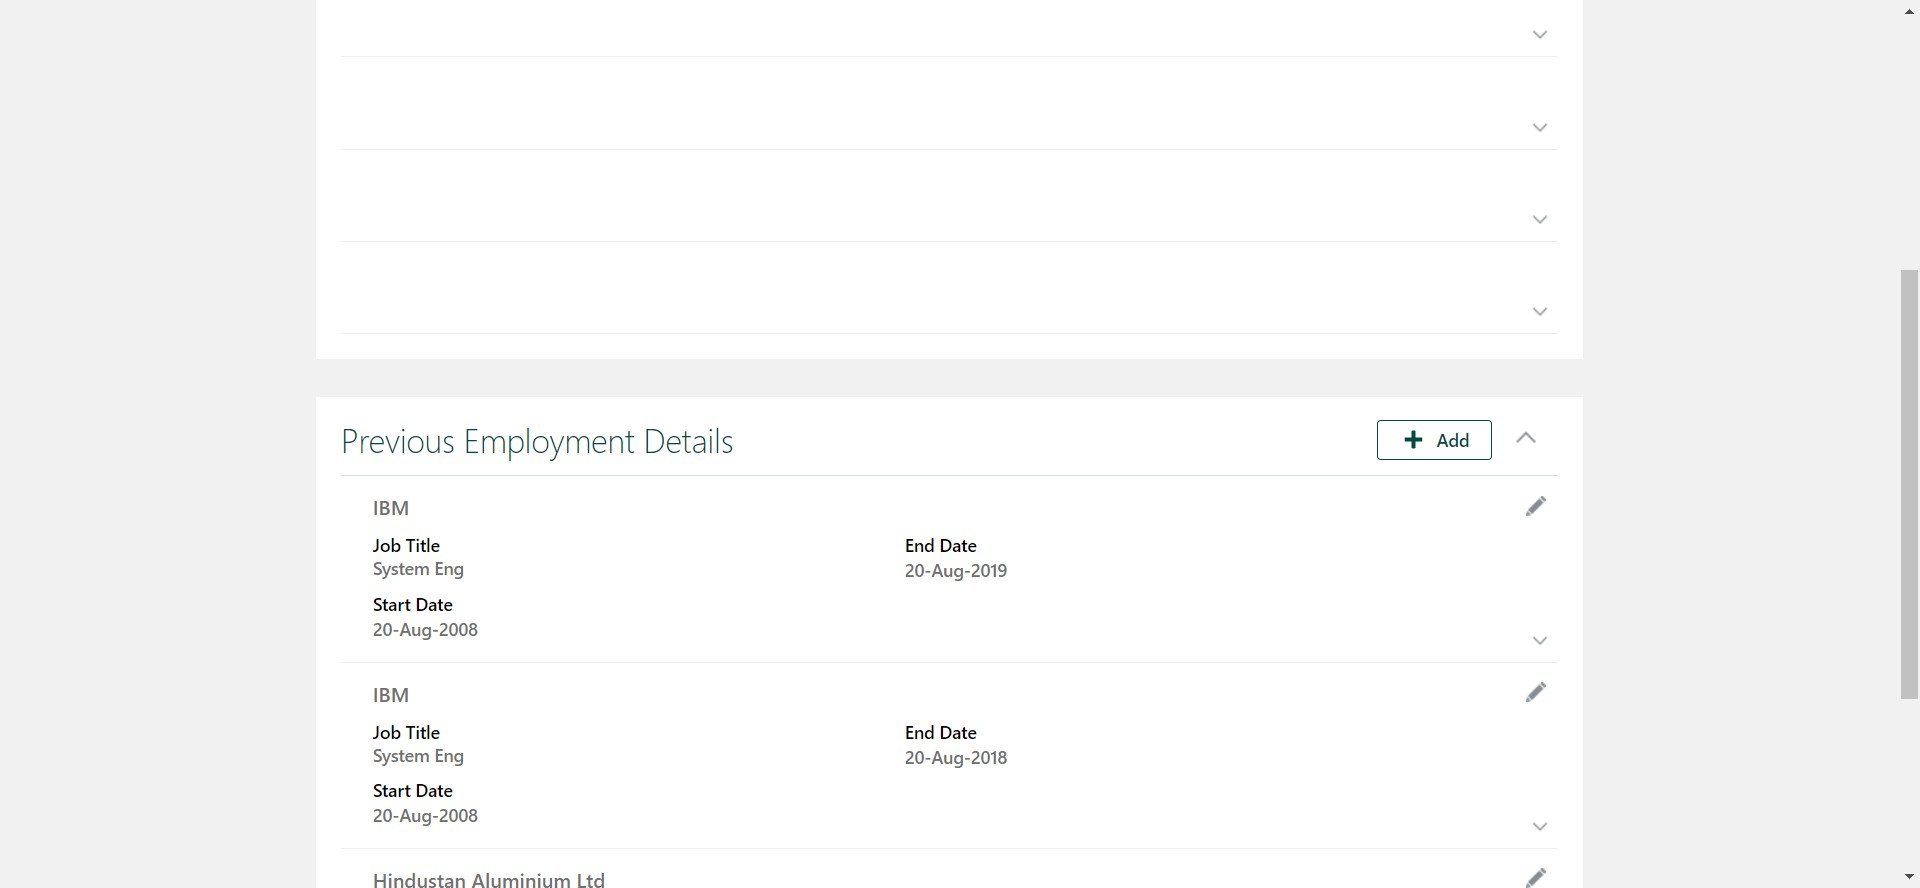 Previous Employment Details
Add
IBM
Job Title
System Eng
End Date
20-Aug-2019
Start Date
20-Aug-2008
IBM
Job Title
System Eng
End Date
20-Aug-2018
Start Date
20-Aug-2008
Hindustan Aluminium Ltd